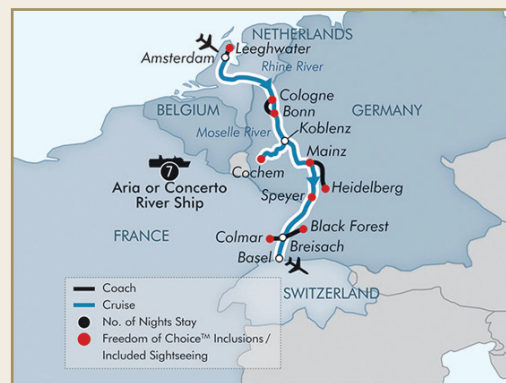 NETHERLANDS
Leeghwater
Amsterdam
Rhine River
Cologne
Bonn
BELGIUM
GERMANY
Moselle River
Koblenz
Mainz
Cochem
7
Aria or Concerto
River Ship
Heidelberg
Speyer
FRANCE
Black Forest
Colmar
Breisach
Basel
SWITZERLAND
Coach
Cruise
No. of Nights Stay
Freedom of Choice™ Inclusions/
Included Sightseeing